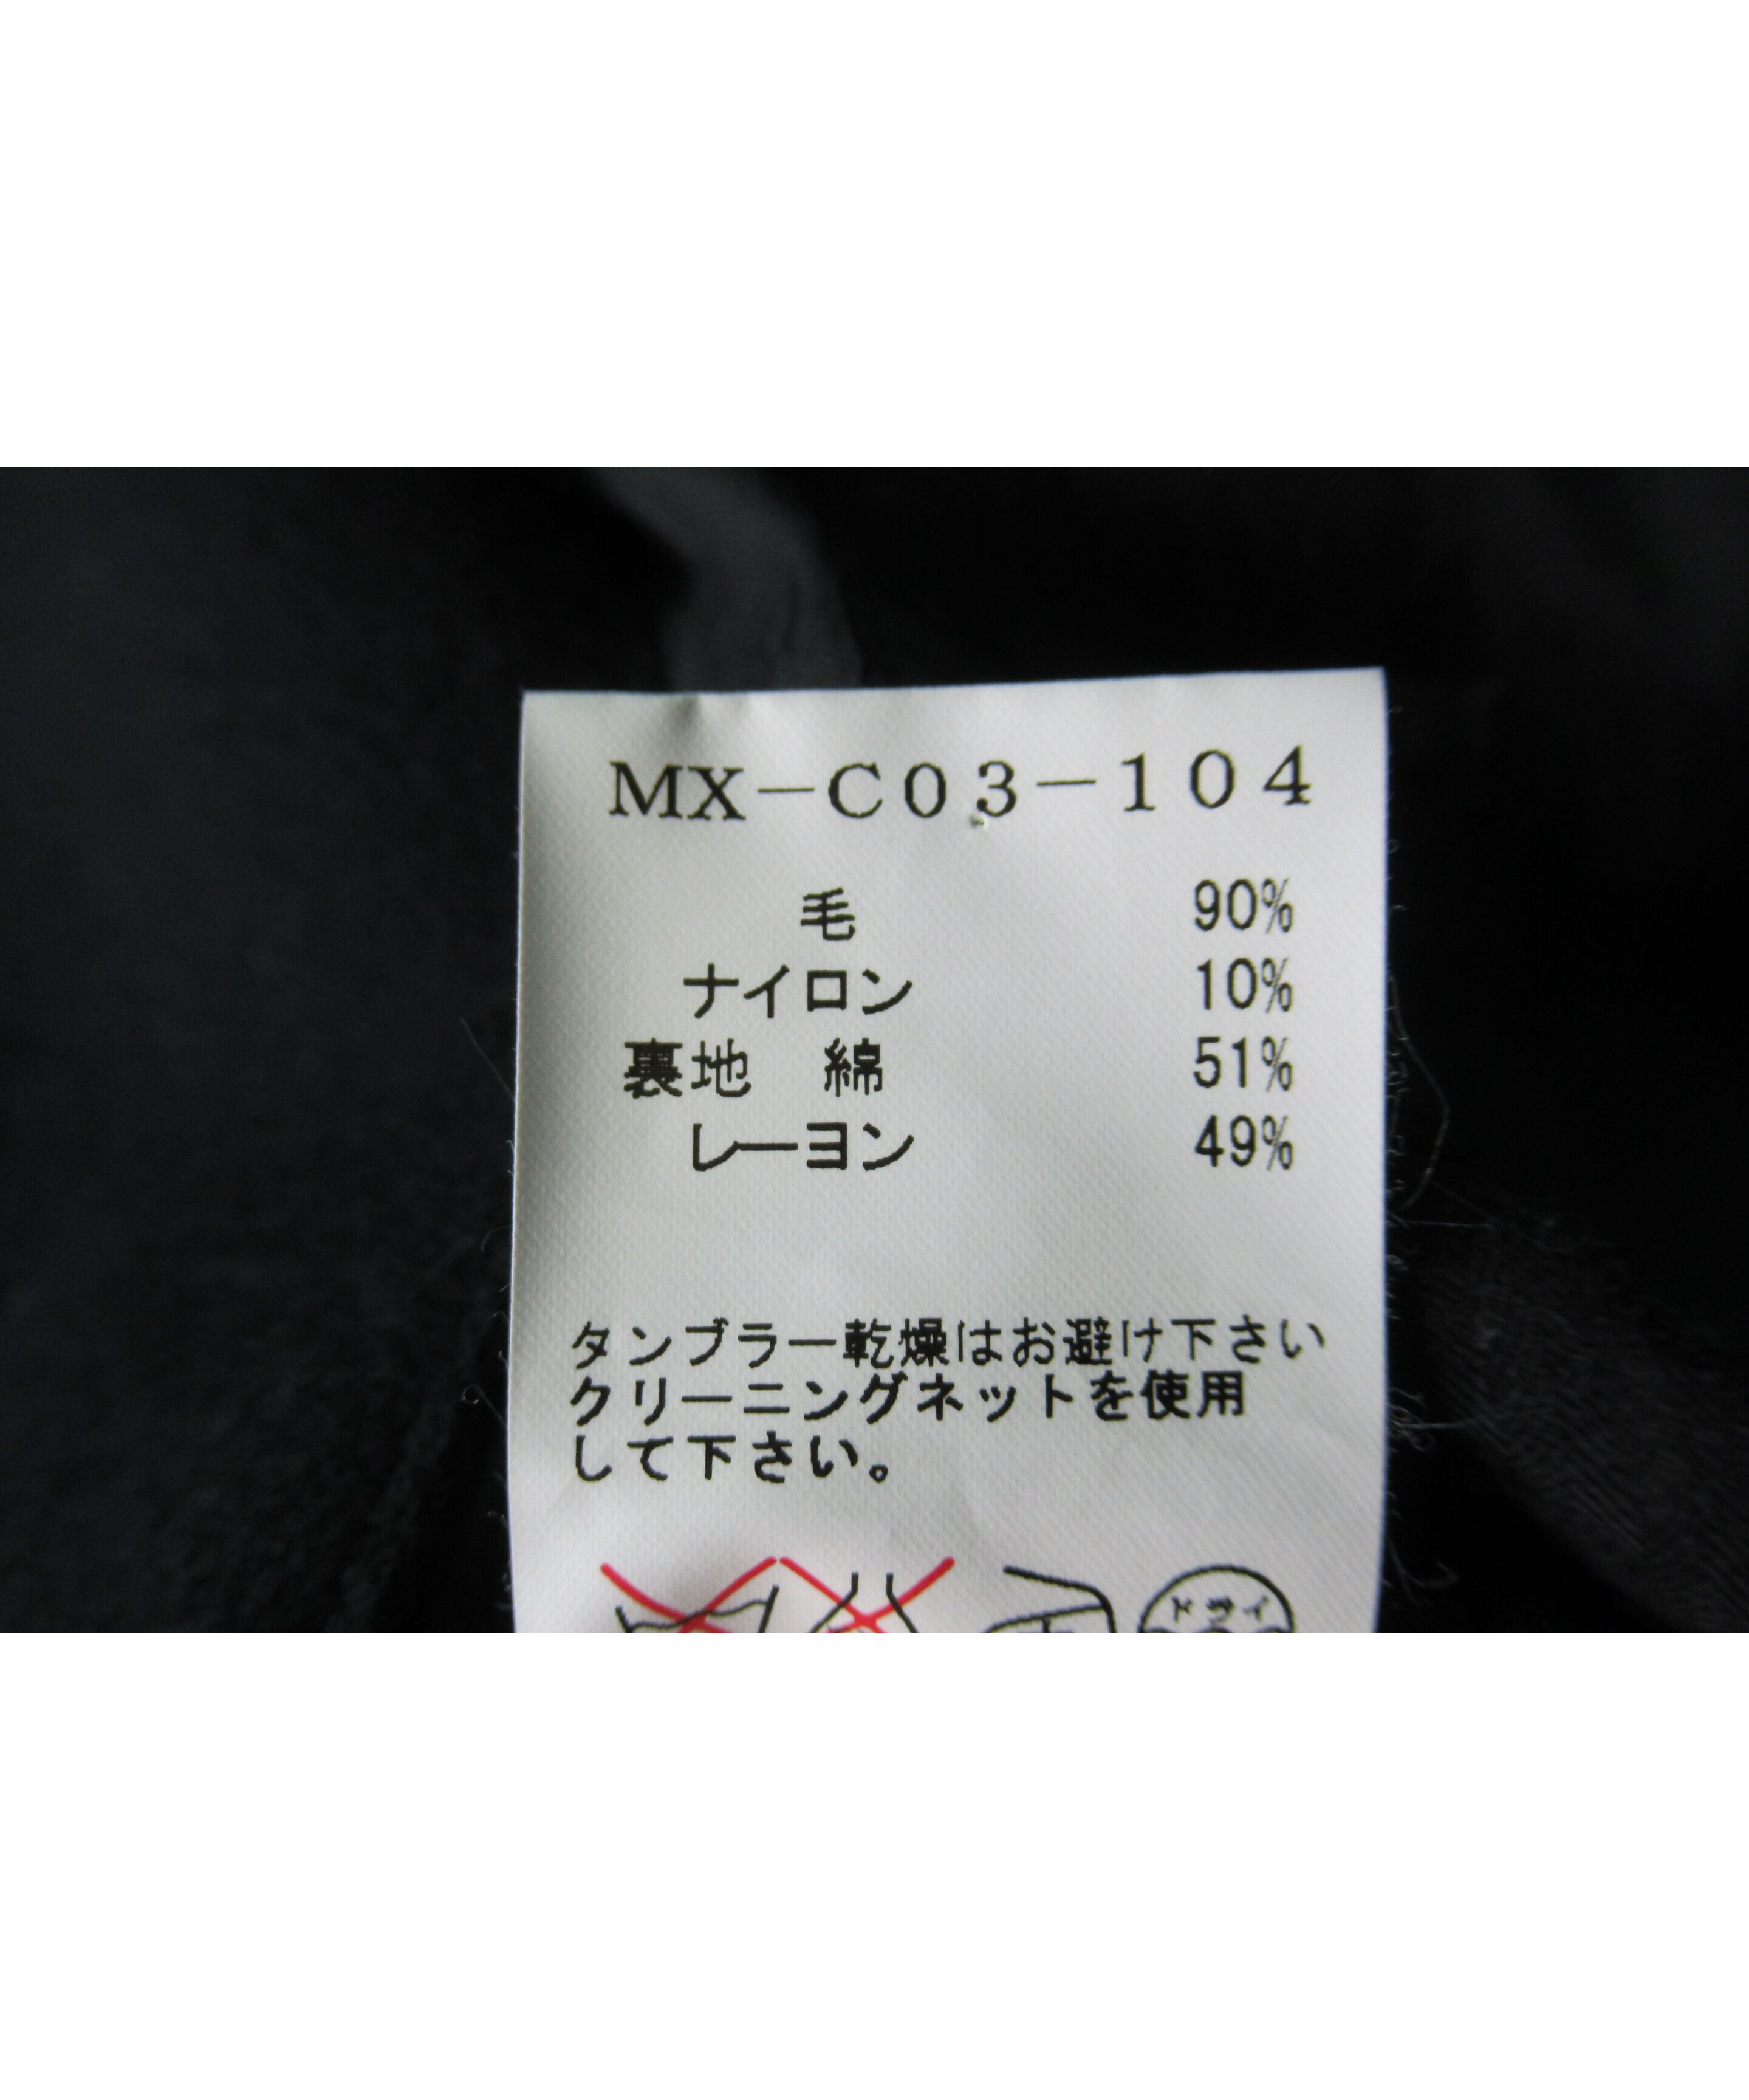 MX-C03-104
毛 90%
ナイロン 10%
裏地 綿 51%
レーヨン 49%
タンブラー乾燥はお避け下さい
クリーニングネットを使用
して下さい。